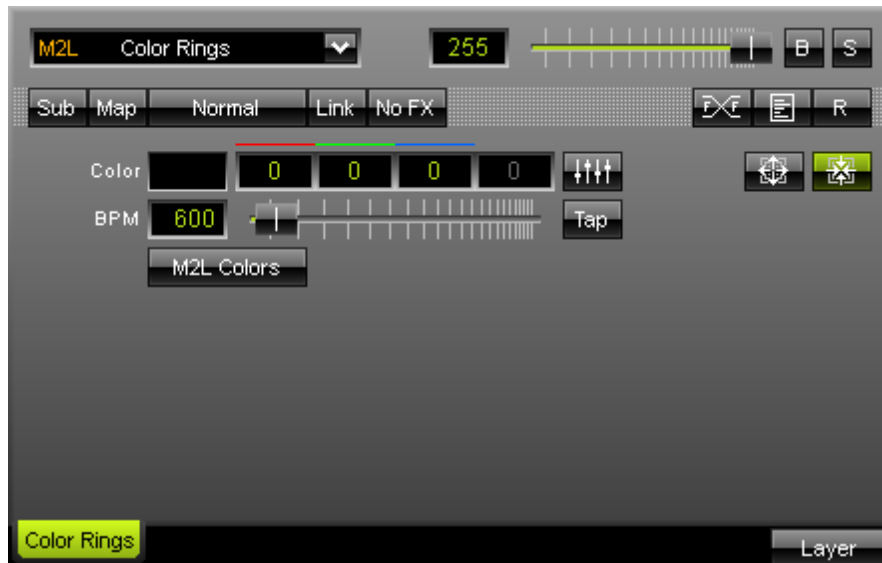 M2L Color Rings 255 B S
Sub Map Normal Link No FX R
Color 0 0 0 0
BPM 600 Tap
M2L Colors
Color Rings Layer